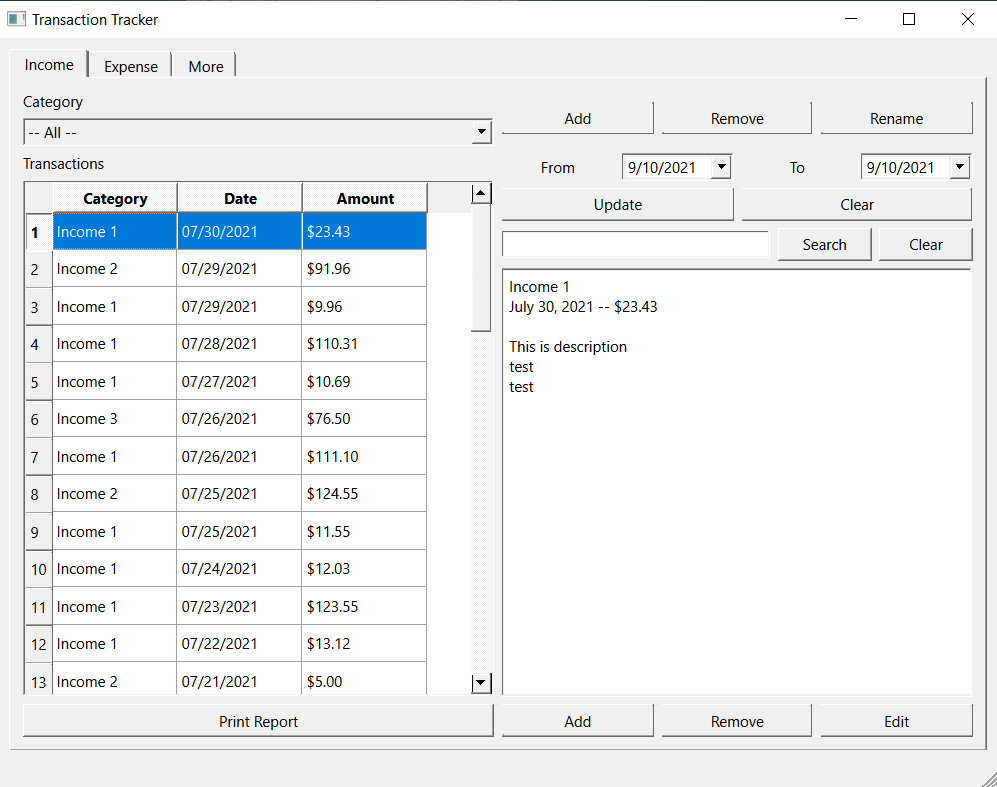 Transaction Tracker
Income Expense More
Category
-- All --
Add Remove Rename
Transactions
From 9/10/2021 To 9/10/2021
Update Clear
Search Clear
Category Date Amount
1 Income 1 07/30/2021 $23.43
2 Income 2 07/29/2021 $91.96
3 Income 1 07/29/2021 $9.96
4 Income 1 07/28/2021 $110.31
5 Income 1 07/27/2021 $10.69
6 Income 3 07/26/2021 $76.50
7 Income 1 07/26/2021 $111.10
8 Income 2 07/25/2021 $124.55
9 Income 1 07/25/2021 $11.55
10 Income 1 07/24/2021 $12.03
11 Income 1 07/23/2021 $123.55
12 Income 1 07/22/2021 $13.12
13 Income 2 07/21/2021 $5.00
Income 1
July 30, 2021 -- $23.43
This is description
test
test
Print Report Add Remove Edit